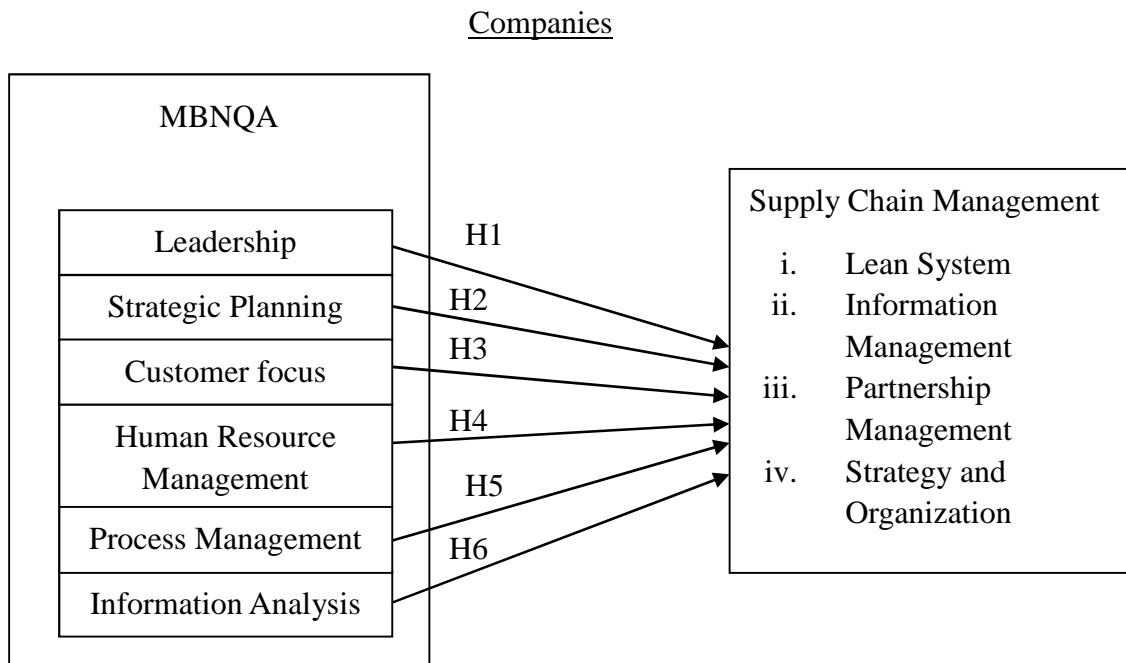 Companies
MBNQA
Leadership
Strategic Planning
Customer focus
Human Resource
Management
Process Management
Information Analysis
H1
H2
H3
H4
H5
H6
Supply Chain Management
i. Lean System
ii. Information
Management
iii. Partnership
Management
iv. Strategy and
Organization